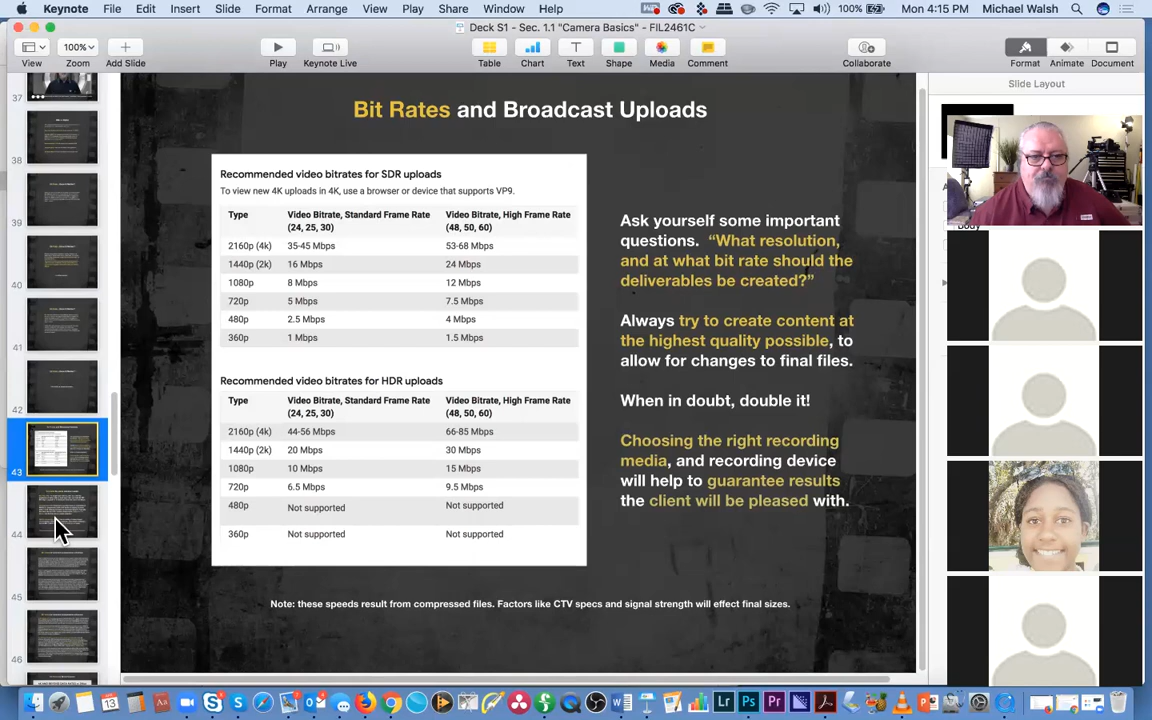 Keynote File Edit Insert Slide Format Arrange View Play Share Window Help 100% Mon 4:15 PM Michael Walsh
Deck S1 - Sec. 1.1 "Camera Basics" - FIL2461C
100%
View Zoom Add Slide Play Keynote Live Table Chart Text Shape Media Comment Collaborate Format Animate Document
Slide Layout
37
38
39
40
41
42
43
44
45
46
Bit Rates and Broadcast Uploads
Recommended video bitrates for SDR uploads
To view new 4K uploads in 4K, use a browser or device that supports VP9.
Type Video Bitrate, Standard Frame Rate (24, 25, 30) Video Bitrate, High Frame Rate (48, 50, 60)
2160p (4k) 35-45 Mbps 53-68 Mbps
1440p (2k) 16 Mbps 24 Mbps
1080p 8 Mbps 12 Mbps
720p 5 Mbps 7.5 Mbps
480p 2.5 Mbps 4 Mbps
360p 1 Mbps 1.5 Mbps
Recommended video bitrates for HDR uploads
Type Video Bitrate, Standard Frame Rate (24, 25, 30) Video Bitrate, High Frame Rate (48, 50, 60)
2160p (4k) 44-56 Mbps 66-85 Mbps
1440p (2k) 20 Mbps 30 Mbps
1080p 10 Mbps 15 Mbps
720p 6.5 Mbps 9.5 Mbps
480p Not supported Not supported
360p Not supported Not supported
Ask yourself some important
questions. “What resolution,
and at what bit rate should the
deliverables be created?”
Always try to create content at
the highest quality possible, to
allow for changes to final files.
When in doubt, double it!
Choosing the right recording
media, and recording device
will help to guarantee results
the client will be pleased with.
Note: these speeds result from compressed files. Factors like CTV specs and signal strength will effect final sizes.
Body
13
Lr
Ps
Pr